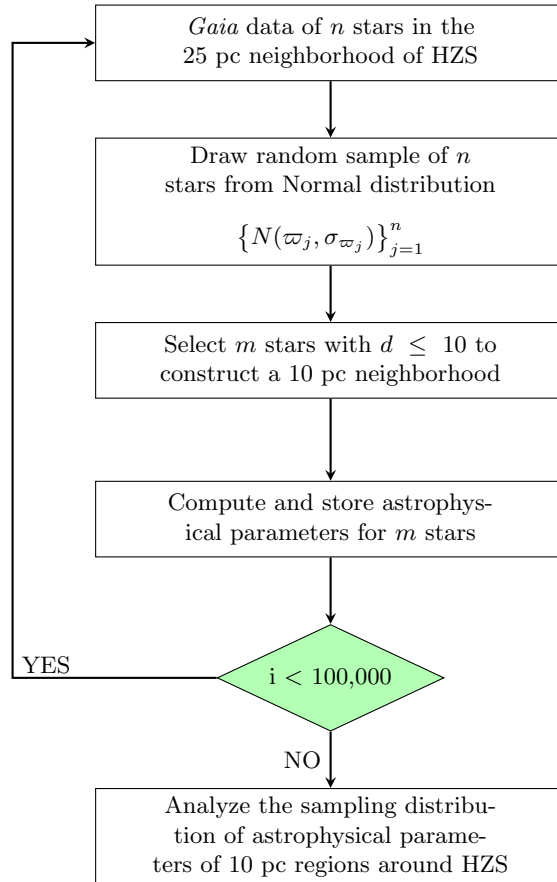 Gaia data of n stars in the
25 pc neighborhood of HZS
Draw random sample of n
stars from Normal distribution
{N(ϖ_j, σ_{ϖ_j})}_{j=1}^{n}
Select m stars with d ≤ 10 to
construct a 10 pc neighborhood
Compute and store astrophys-
ical parameters for m stars
i < 100,000
YES
NO
Analyze the sampling distribu-
tion of astrophysical parame-
ters of 10 pc regions around HZS